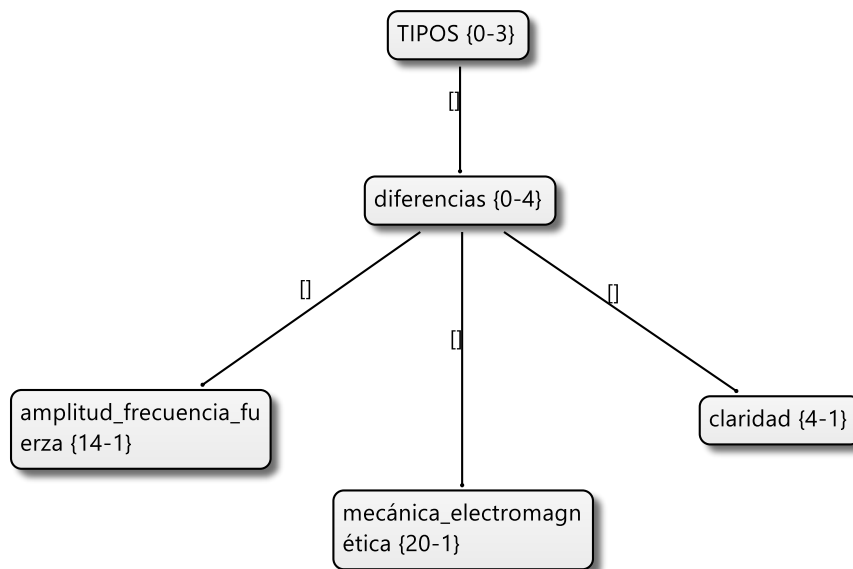 TIPOS {0-3}
[]
diferencias {0-4}
[]
[]
[]
amplitud_frecuencia_fu
erza {14-1}
claridad {4-1}
mecánica_electromagn
ética {20-1}